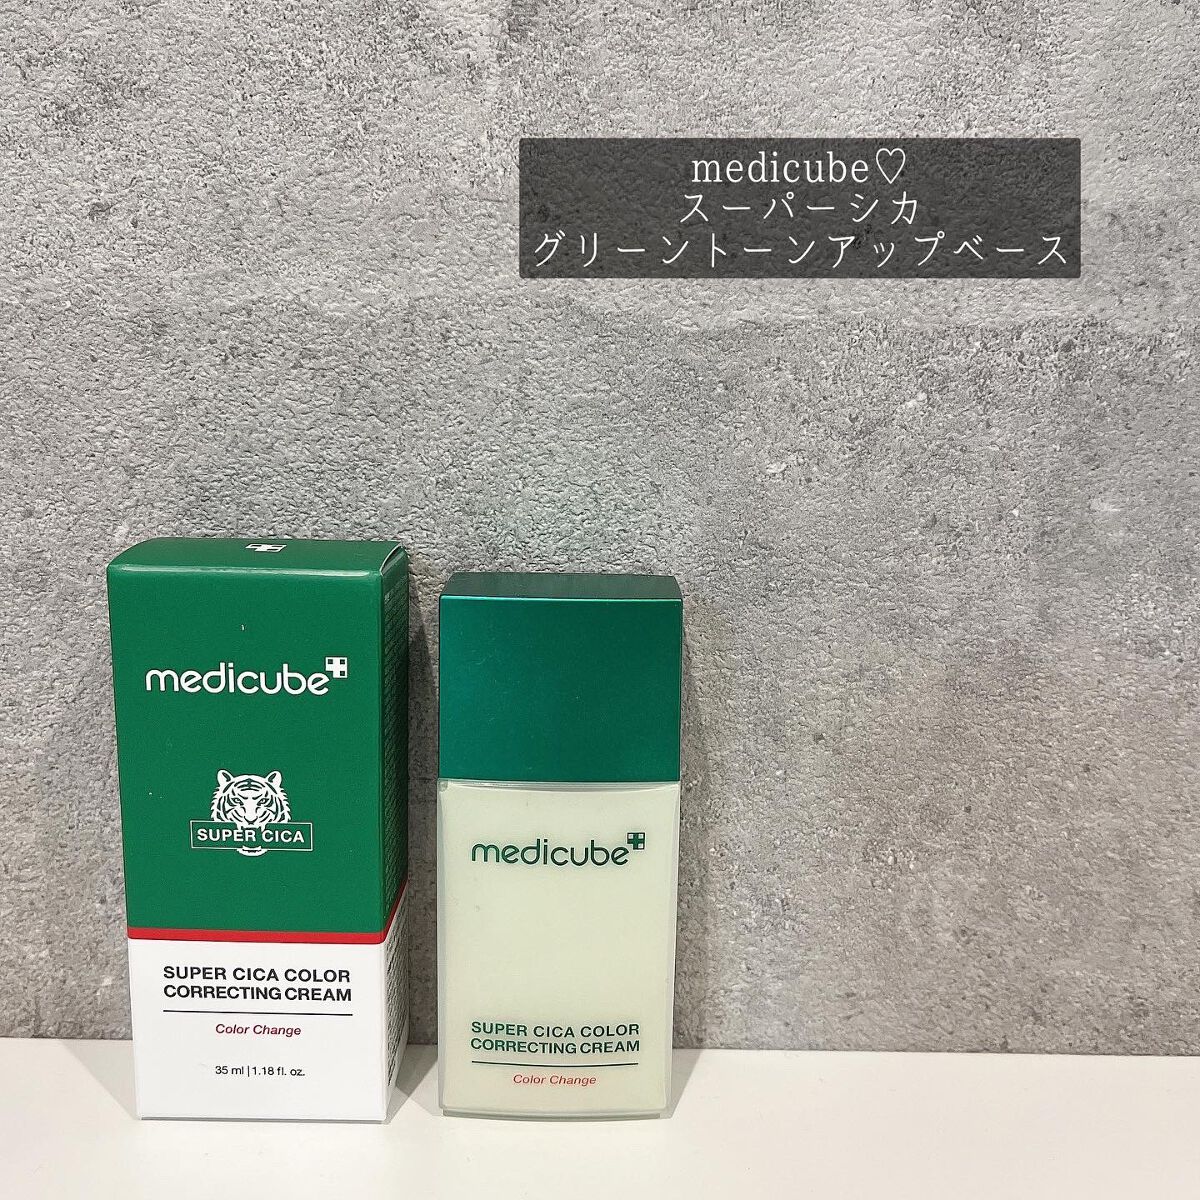 medicube♡
スーパーシカ
グリーントーンアップベース
medicube
SUPER CICA
SUPER CICA COLOR
CORRECTING CREAM
Color Change
35 ml | 1.18 fl. oz.
medicube
SUPER CICA COLOR
CORRECTING CREAM
Color Change